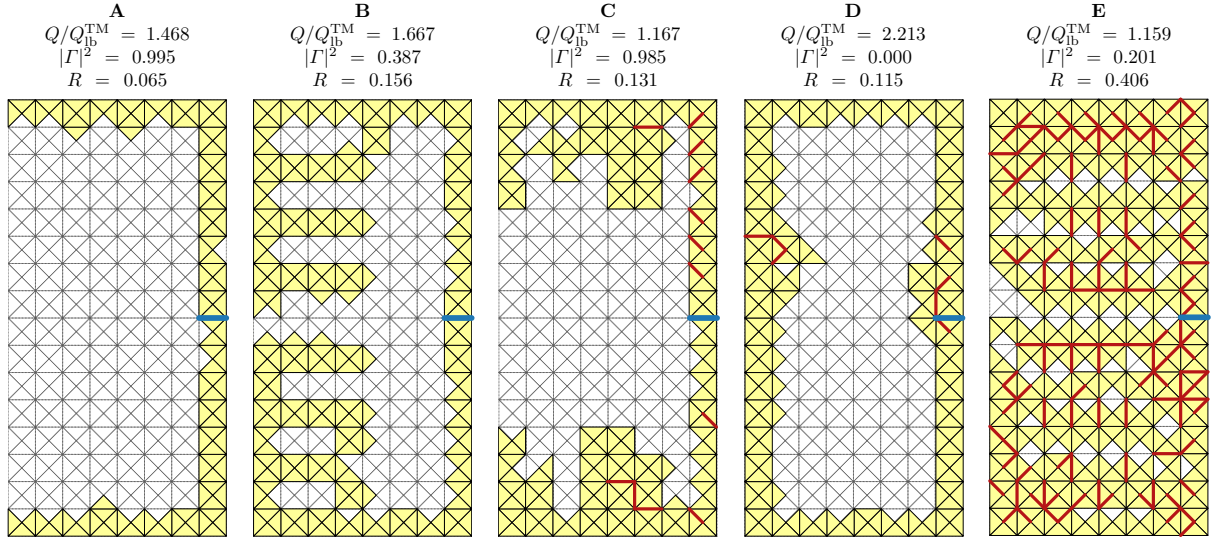 A
Q/Q_lb^TM = 1.468
|Γ|² = 0.995
R = 0.065
B
Q/Q_lb^TM = 1.667
|Γ|² = 0.387
R = 0.156
C
Q/Q_lb^TM = 1.167
|Γ|² = 0.985
R = 0.131
D
Q/Q_lb^TM = 2.213
|Γ|² = 0.000
R = 0.115
E
Q/Q_lb^TM = 1.159
|Γ|² = 0.201
R = 0.406